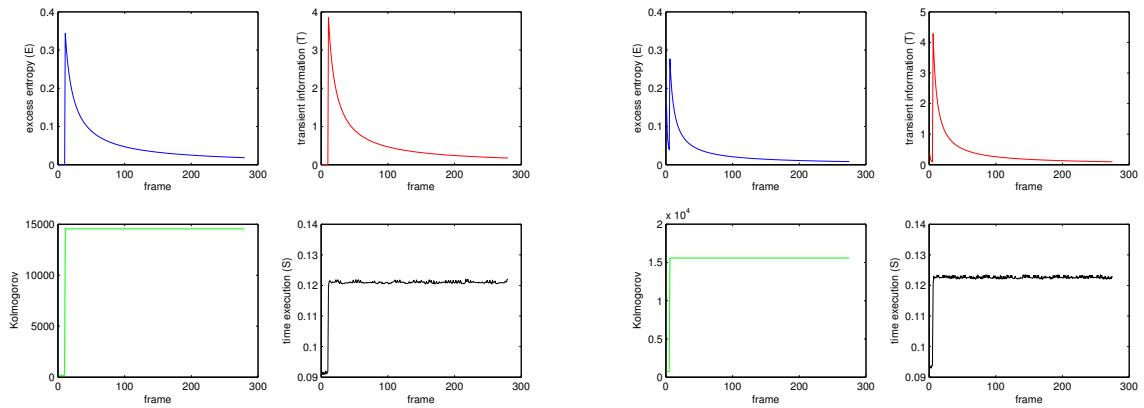 excess entropy (E)
0.4
0.3
0.2
0.1
0
0 100 200 300
frame
transient information (T)
4
3
2
1
0
0 100 200 300
frame
excess entropy (E)
0.4
0.3
0.2
0.1
0
0 100 200 300
frame
transient information (T)
5
4
3
2
1
0
0 100 200 300
frame
Kolmogorov
15000
10000
5000
0
0 100 200 300
frame
time execution (S)
0.14
0.13
0.12
0.11
0.1
0.09
0 100 200 300
frame
Kolmogorov
x 10^4
2
1.5
1
0.5
0
0 100 200 300
frame
time execution (S)
0.14
0.13
0.12
0.11
0.1
0.09
0 100 200 300
frame